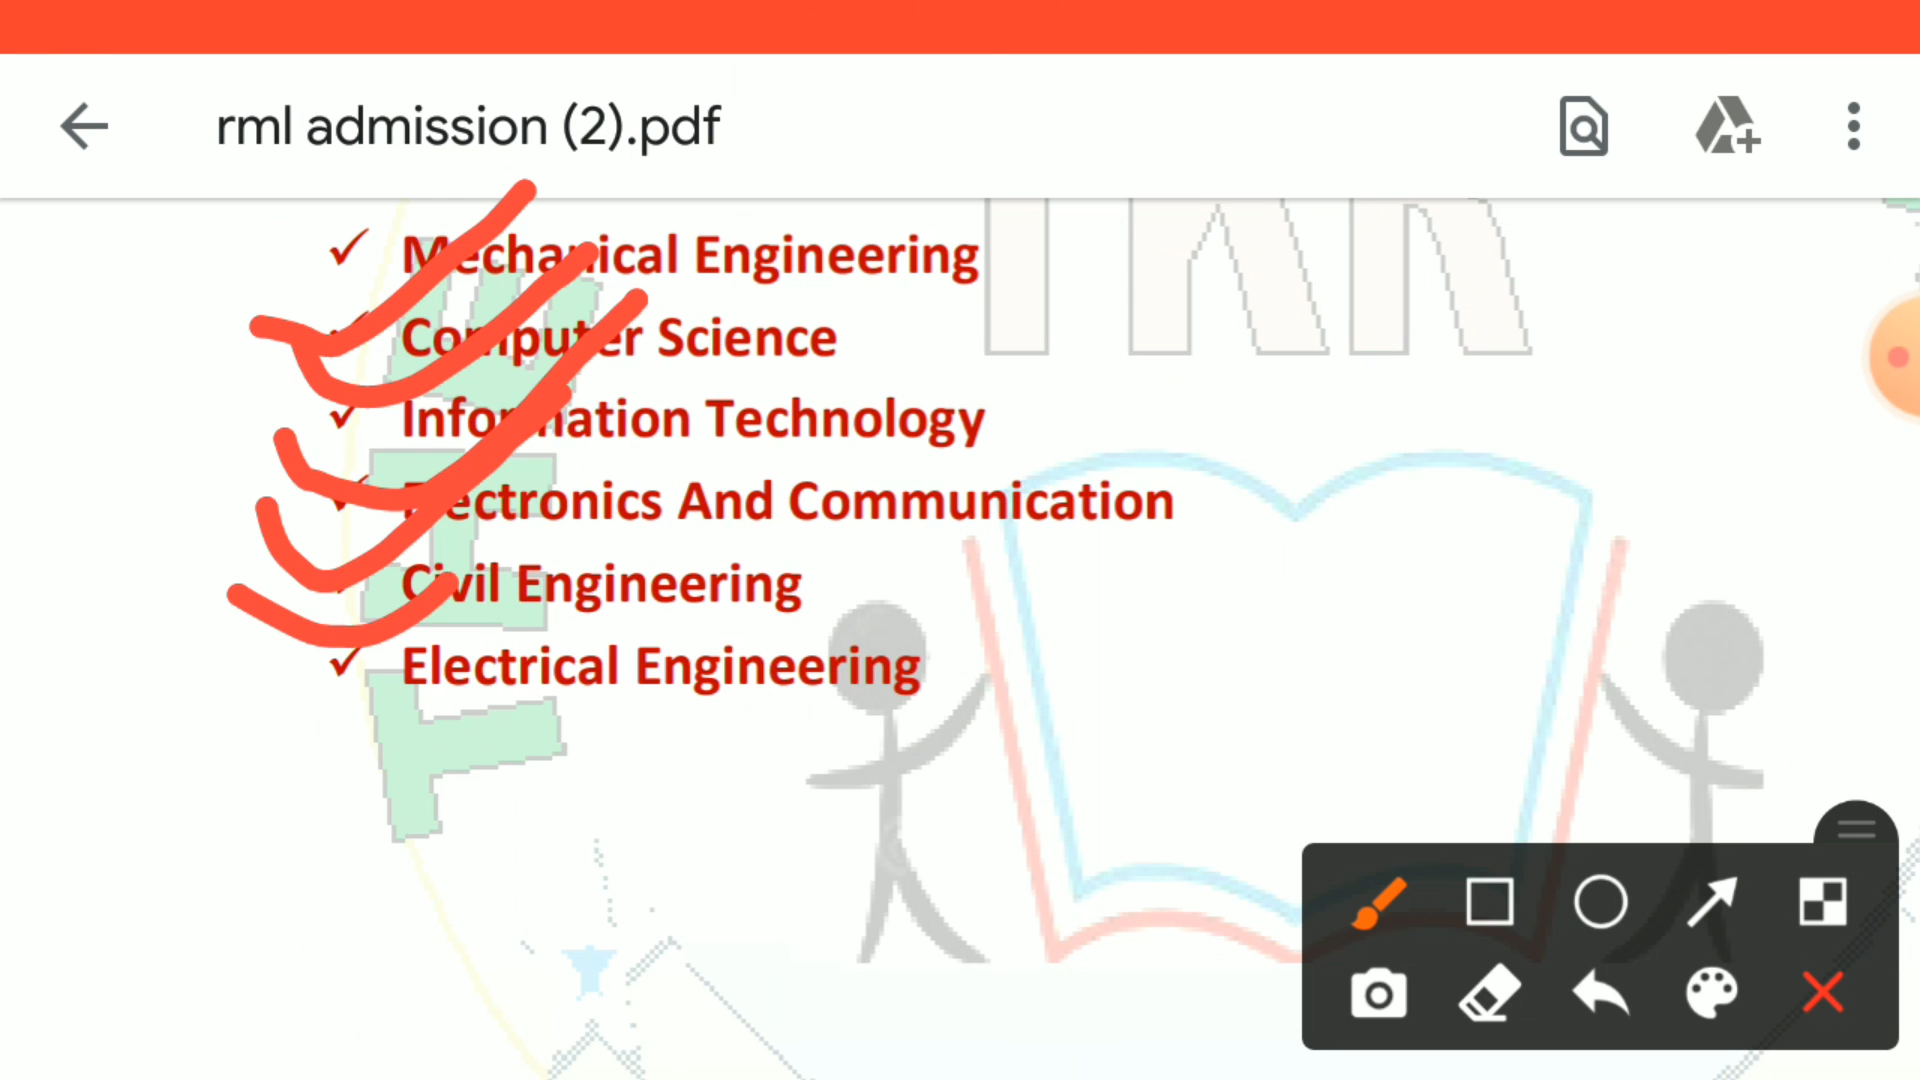 rml admission (2).pdf
Mechanical Engineering
Computer Science
Information Technology
Electronics And Communication
Civil Engineering
Electrical Engineering